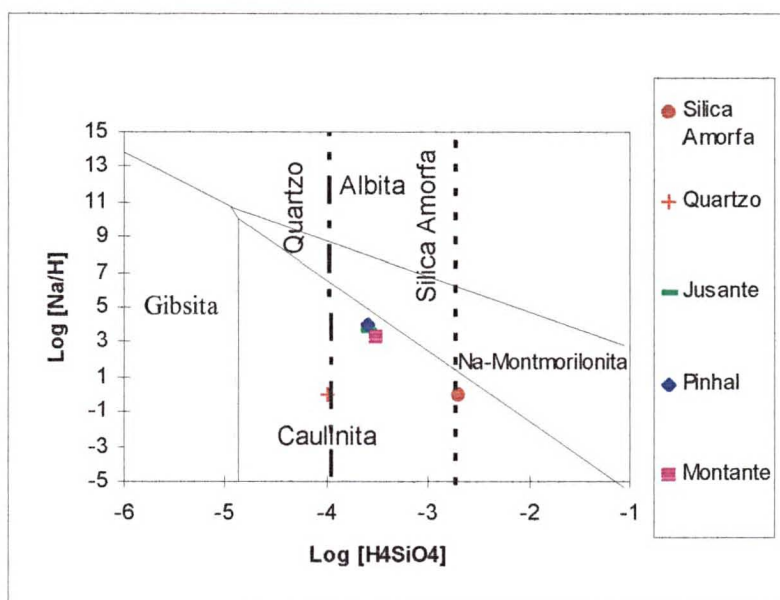 15
13
11
9
7
5
3
1
-1
-3
-5
Log [Na/H]
-6
-5
-4
-3
-2
-1
Log [H4SiO4]
Gibsita
Quartzo
Albita
Silica Amorfa
Na-Montmorilonita
Caulinita
Silica
Amorfa
Quartzo
Jusante
Pinhal
Montante